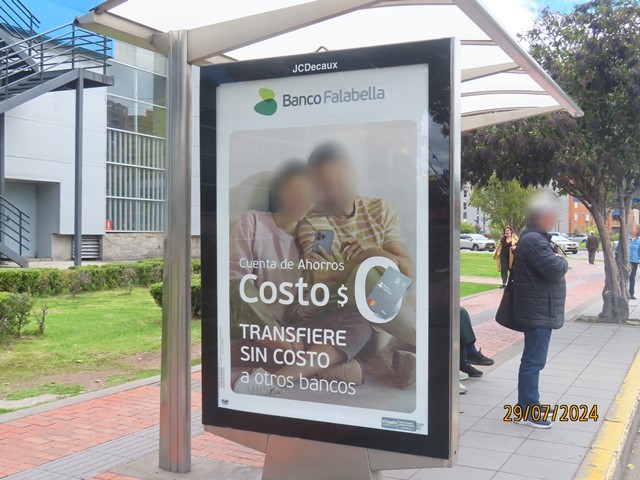 JCDecaux
Banco Falabella
Cuenta de Ahorros
Costo $0
TRANSFIERE
SIN COSTO
a otros bancos
29/07/2024